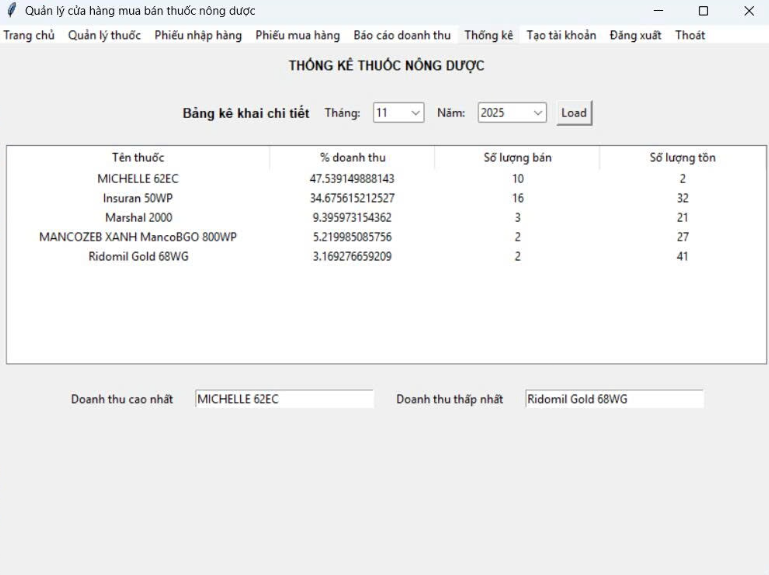 Quản lý cửa hàng mua bán thuốc nông dược
Trang chủ Quản lý thuốc Phiếu nhập hàng Phiếu mua hàng Báo cáo doanh thu Thống kê Tạo tài khoản Đăng xuất Thoát
THỐNG KÊ THUỐC NÔNG DƯỢC
Bảng kê khai chi tiết Tháng: 11 Năm: 2025 Load
Tên thuốc % doanh thu Số lượng bán Số lượng tồn
MICHELLE 62EC 47.539149888143 10 2
Insuran 50WP 34.675615212527 16 32
Marshal 2000 9.395973154362 3 21
MANCOZEB XANH MancoBGO 800WP 5.219985085756 2 27
Ridomil Gold 68WG 3.169276659209 2 41
Doanh thu cao nhất MICHELLE 62EC Doanh thu thấp nhất Ridomil Gold 68WG